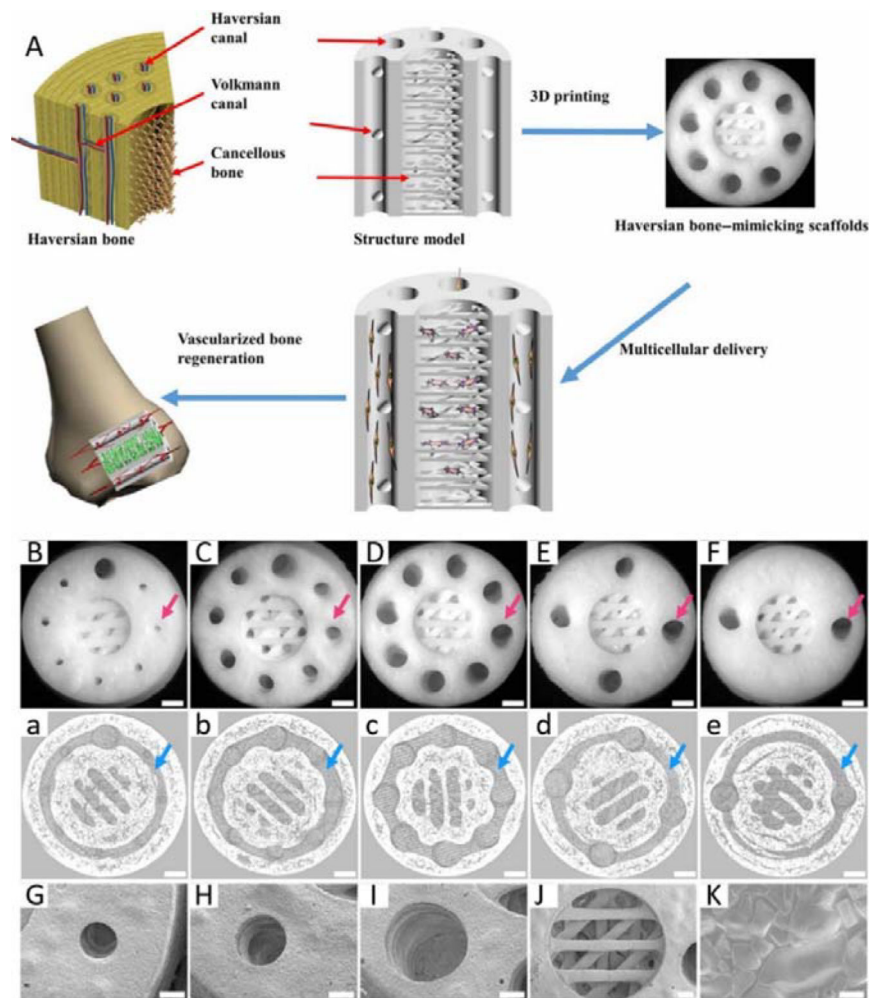 A
Haversian
canal
Volkmann
canal
Cancellous
bone
Haversian bone
Structure model
3D printing
Haversian bone–mimicking scaffolds
Vascularized bone
regeneration
Multicellular delivery
B
C
D
E
F
a
b
c
d
e
G
H
I
J
K